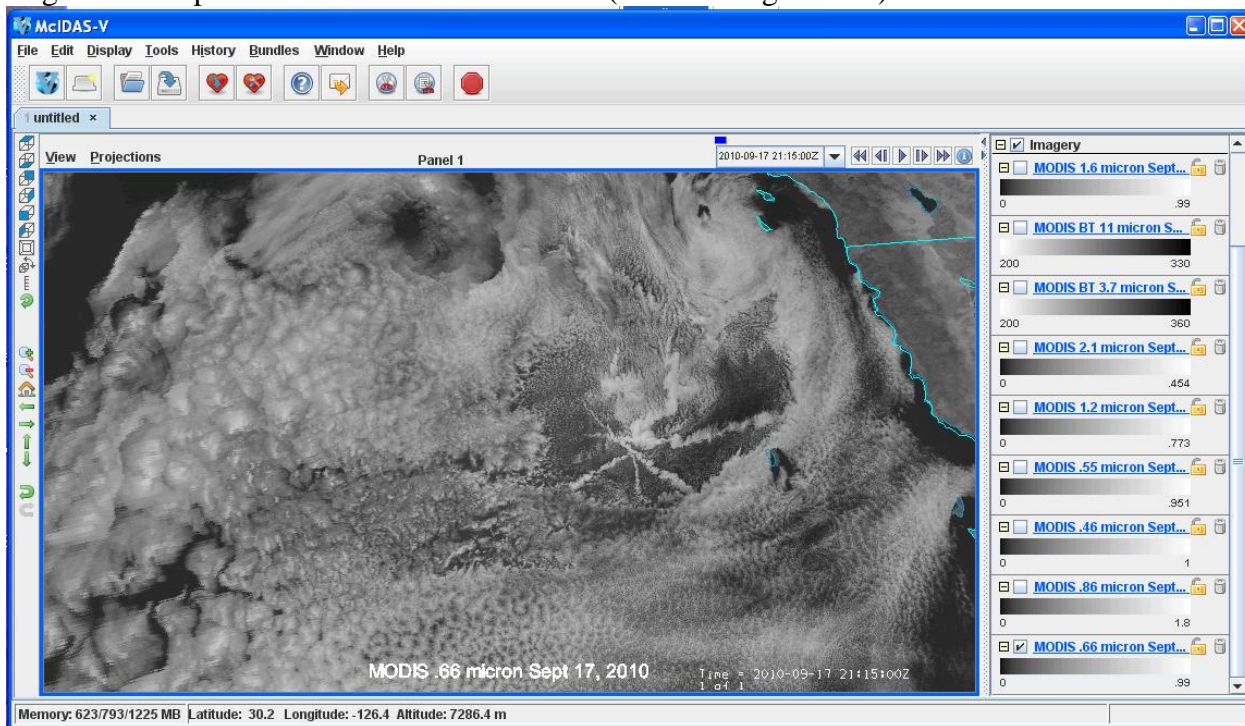 McIDAS-V
File Edit Display Tools History Bundles Window Help
1 untitled ×
View Projections
Panel 1
2010-09-17 21:15:00Z
MODIS .66 micron Sept 17, 2010
Time = 2010-09-17 21:15:00Z
1 of 1
Imagery
MODIS 1.6 micron Sept...
0 .99
MODIS BT 11 micron S...
200 330
MODIS BT 3.7 micron S...
200 360
MODIS 2.1 micron Sept...
0 .454
MODIS 1.2 micron Sept...
0 .773
MODIS .55 micron Sept...
0 .951
MODIS .46 micron Sept...
0 1
MODIS .86 micron Sept...
0 1.8
MODIS .66 micron Sept...
0 .99
Memory: 623/793/1225 MB Latitude: 30.2 Longitude: -126.4 Altitude: 7286.4 m